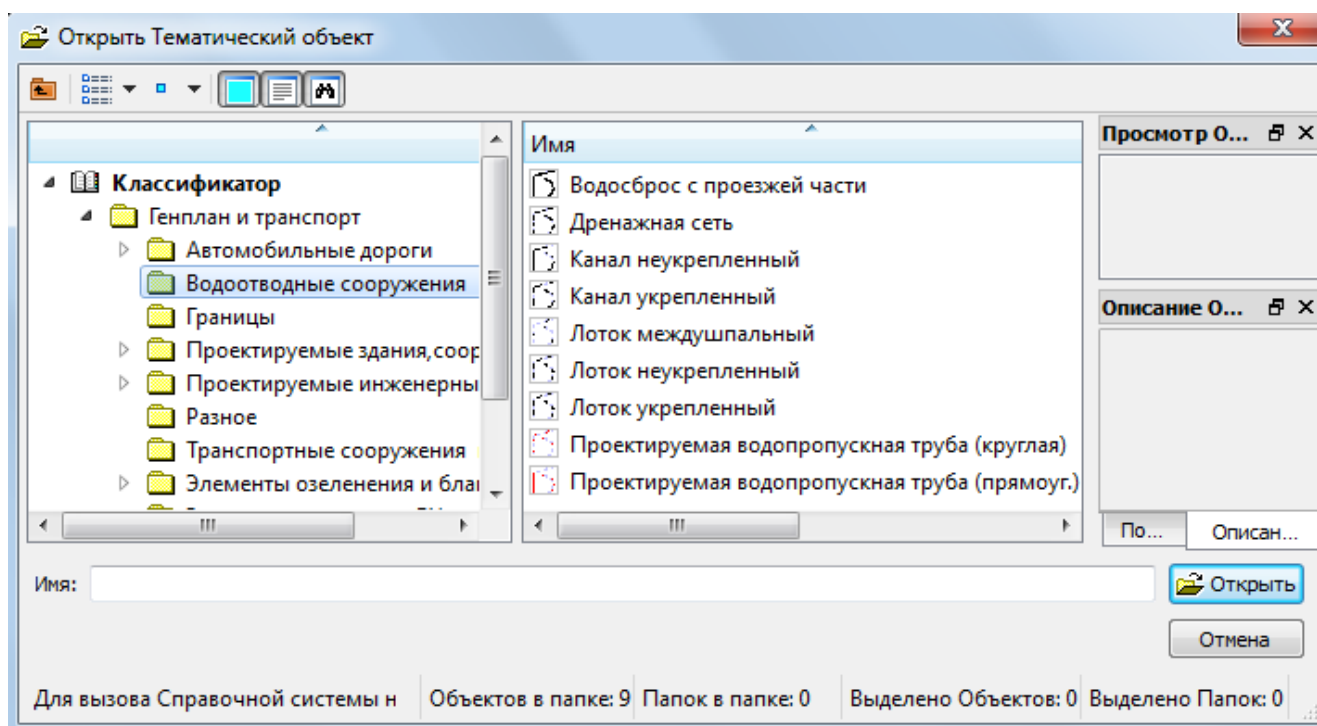 Открыть Тематический объект
Классификатор
Генплан и транспорт
Автомобильные дороги
Водоотводные сооружения
Границы
Проектируемые здания,соор
Проектируемые инженерны
Разное
Транспортные сооружения
Элементы озеленения и бла
Имя
Водосброс с проезжей части
Дренажная сеть
Канал неукрепленный
Канал укрепленный
Лоток междушпальный
Лоток неукрепленный
Лоток укрепленный
Проектируемая водопропускная труба (круглая)
Проектируемая водопропускная труба (прямоуг.)
Просмотр О...
Описание О...
По... Описан...
Имя: Открыть
Отмена
Для вызова Справочной системы н Объектов в папке: 9 Папок в папке: 0 Выделено Объектов: 0 Выделено Папок: 0